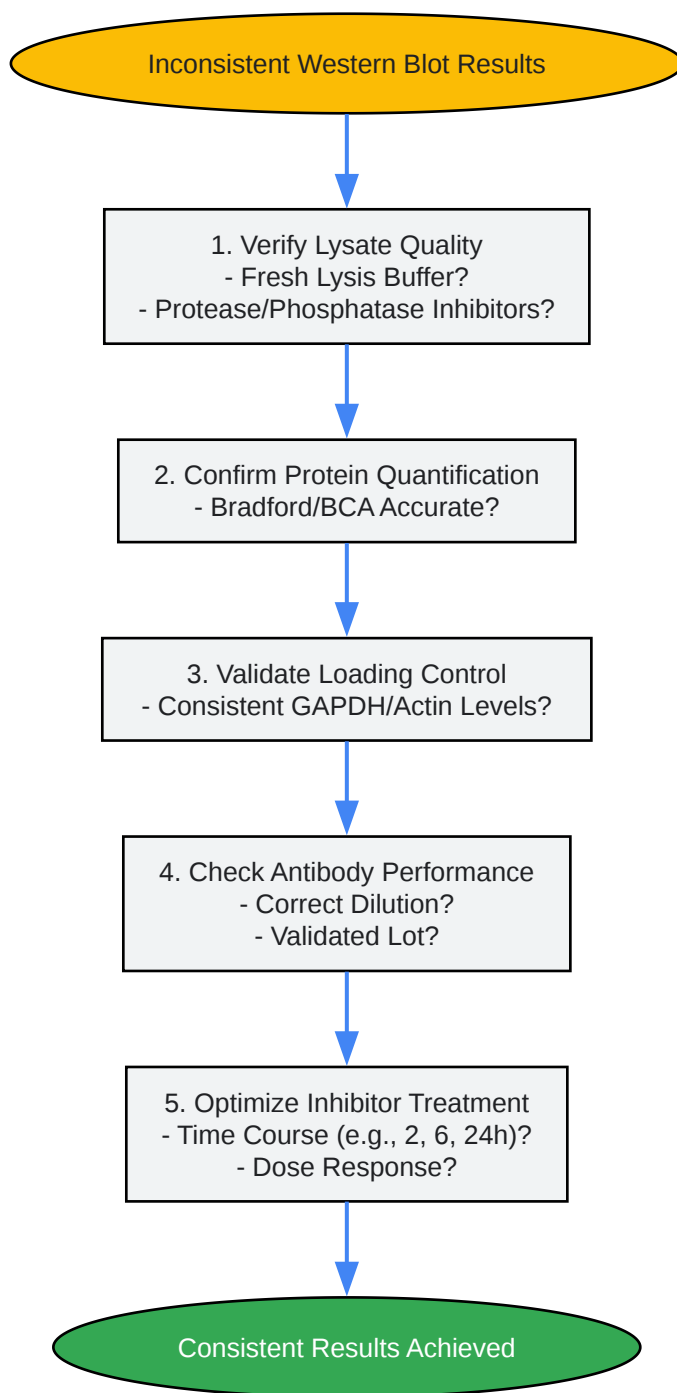 Inconsistent Western Blot Results
1. Verify Lysate Quality
- Fresh Lysis Buffer?
- Protease/Phosphatase Inhibitors?
2. Confirm Protein Quantification
- Bradford/BCA Accurate?
3. Validate Loading Control
- Consistent GAPDH/Actin Levels?
4. Check Antibody Performance
- Correct Dilution?
- Validated Lot?
5. Optimize Inhibitor Treatment
- Time Course (e.g., 2, 6, 24h)?
- Dose Response?
Consistent Results Achieved